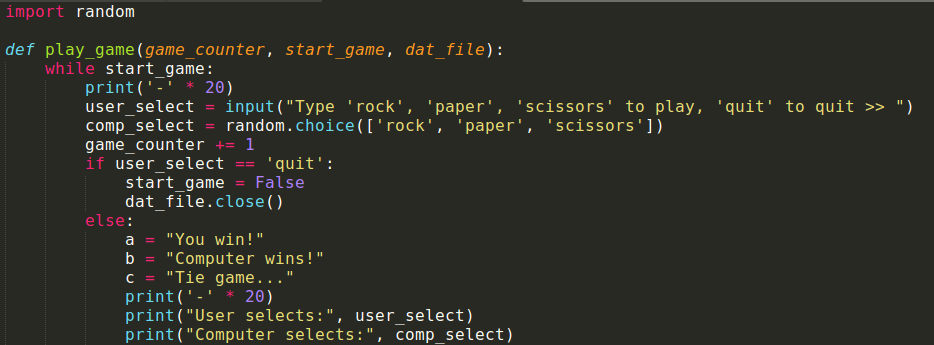 import random
def play_game(game_counter, start_game, dat_file):
while start_game:
print('-' * 20)
user_select = input("Type 'rock', 'paper', 'scissors' to play, 'quit' to quit >> ")
comp_select = random.choice(['rock', 'paper', 'scissors'])
game_counter += 1
if user_select == 'quit':
start_game = False
dat_file.close()
else:
a = "You win!"
b = "Computer wins!"
c = "Tie game..."
print('-' * 20)
print("User selects:", user_select)
print("Computer selects:", comp_select)